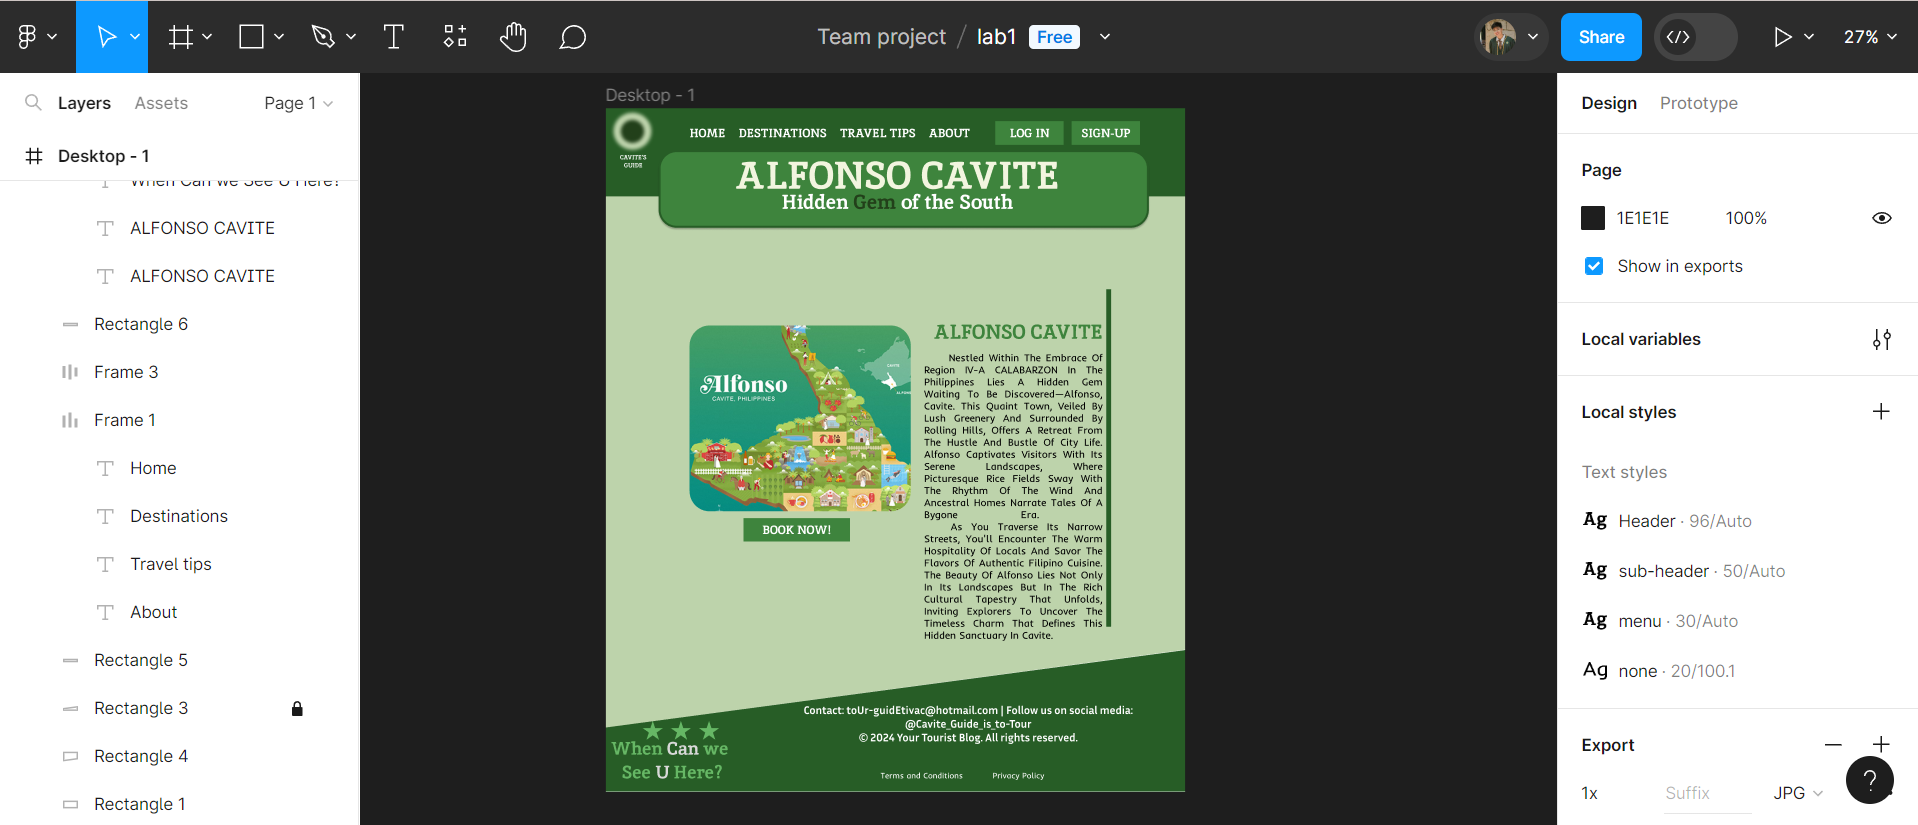 Team project / lab1 Free
Share
27%
Layers Assets Page 1
Desktop - 1
When Can we See U Here?
ALFONSO CAVITE
ALFONSO CAVITE
Rectangle 6
Frame 3
Frame 1
Home
Destinations
Travel tips
About
Rectangle 5
Rectangle 3
Rectangle 4
Rectangle 1
Desktop - 1
CAVITE'S
GUIDE
HOME DESTINATIONS TRAVEL TIPS ABOUT LOG IN SIGN-UP
ALFONSO CAVITE
Hidden Gem of the South
Alfonso
CAVITE, PHILIPPINES
CAVITE
BOOK NOW!
ALFONSO CAVITE
Nestled Within The Embrace Of
Region IV-A CALABARZON In The
Philippines Lies A Hidden Gem
Waiting To Be Discovered—Alfonso,
Cavite. This Quaint Town, Veiled By
Lush Greenery And Surrounded By
Rolling Hills, Offers A Retreat From
The Hustle And Bustle Of City Life.
Alfonso Captivates Visitors With Its
Serene Landscapes, Where
Picturesque Rice Fields Sway With
The Rhythm Of The Wind And
Ancestral Homes Narrate Tales Of A
Bygone Era.
As You Traverse Its Narrow
Streets, You'll Encounter The Warm
Hospitality Of Locals And Savor The
Flavors Of Authentic Filipino Cuisine.
The Beauty Of Alfonso Lies Not Only
In Its Landscapes But In The Rich
Cultural Tapestry That Unfolds,
Inviting Explorers To Uncover The
Timeless Charm That Defines This
Hidden Sanctuary In Cavite.
When Can we
See U Here?
Contact: toUr-guidEtivac@hotmail.com | Follow us on social media:
@Cavite_Guide_is_to-Tour
© 2024 Your Tourist Blog. All rights reserved.
Terms and Conditions Privacy Policy
Design Prototype
Page
1E1E1E 100%
Show in exports
Local variables
Local styles
Text styles
Ag Header · 96/Auto
Ag sub-header · 50/Auto
Ag menu · 30/Auto
Ag none · 20/100.1
Export
1x Suffix JPG
?